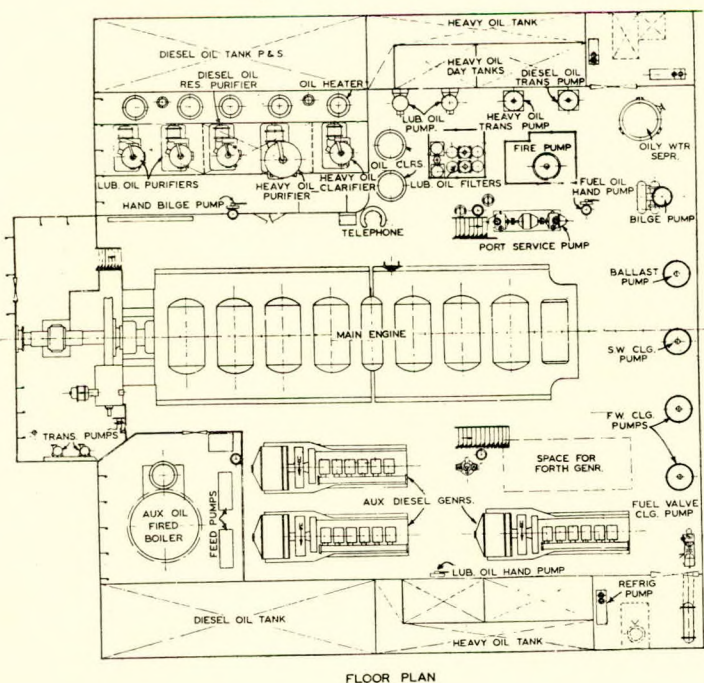 HEAVY OIL TANK
DIESEL OIL TANK P & S
HEAVY OIL
DAY TANKS
DIESEL OIL
RES. PURIFIER
OIL HEATER
DIESEL OIL
TRANS PUMP
LUB. OIL
PUMP.
HEAVY OIL
TRANS PUMP
OILY WTR
SEPR.
FIRE PUMP
OIL CLRS.
LUB. OIL FILTERS
LUB. OIL PURIFIERS
HEAVY OIL
PURIFIER
HEAVY OIL
CLARIFIER
FUEL OIL
HAND PUMP
HAND BILGE PUMP
BILGE PUMP
TELEPHONE
PORT SERVICE PUMP
BALLAST
PUMP
MAIN ENGINE
S.W. CLG.
PUMP
F.W. CLG.
PUMPS
TRANS. PUMPS
SPACE FOR
FORTH GENR.
AUX DIESEL GENRS.
FUEL VALVE
CLG. PUMP
AUX OIL
FIRED
BOILER
FEED PUMPS
LUB. OIL HAND PUMP
REFRIG
PUMP
DIESEL OIL TANK
HEAVY OIL TANK
FLOOR PLAN